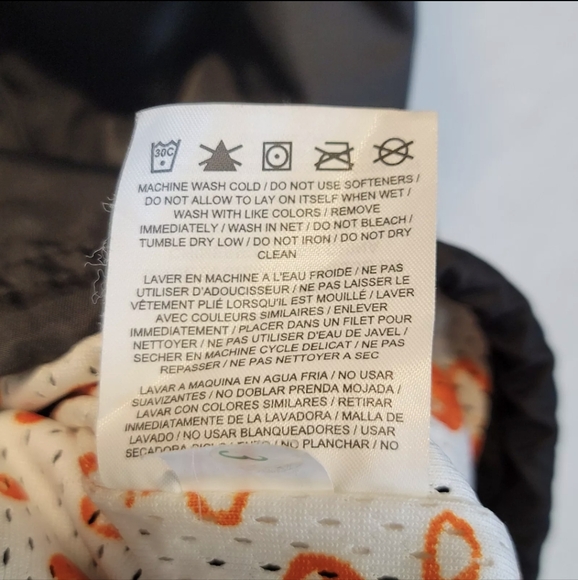 30C
MACHINE WASH COLD / DO NOT USE SOFTENERS /
DO NOT ALLOW TO LAY ON ITSELF WHEN WET /
WASH WITH LIKE COLORS / REMOVE
IMMEDIATELY / WASH IN NET / DO NOT BLEACH /
TUMBLE DRY LOW / DO NOT IRON / DO NOT DRY
CLEAN
LAVER EN MACHINE A L'EAU FROIDE / NE PAS
UTILISER D'ADOUCISSEUR / NE PAS LAISSER LE
VÊTEMENT PLIÉ LORSQU'IL EST MOUILLÉ / LAVER
AVEC COULEURS SIMILAIRES / ENLEVER
IMMEDIATEMENT / PLACER DANS UN FILET POUR
NETTOYER / NE PAS UTILISER D'EAU DE JAVEL /
SECHER EN MACHINE CYCLE DELICAT / NE PAS
REPASSER / NE PAS NETTOYER A SEC
LAVAR A MAQUINA EN AGUA FRIA / NO USAR
SUAVIZANTES / NO DOBLAR PRENDA MOJADA /
LAVAR CON COLORES SIMILARES / RETIRAR
INMEDIATAMENTE DE LA LAVADORA / MALLA DE
LAVADO / NO USAR BLANQUEADORES / USAR
SECADORA CICLO / NO PLANCHAR / NO